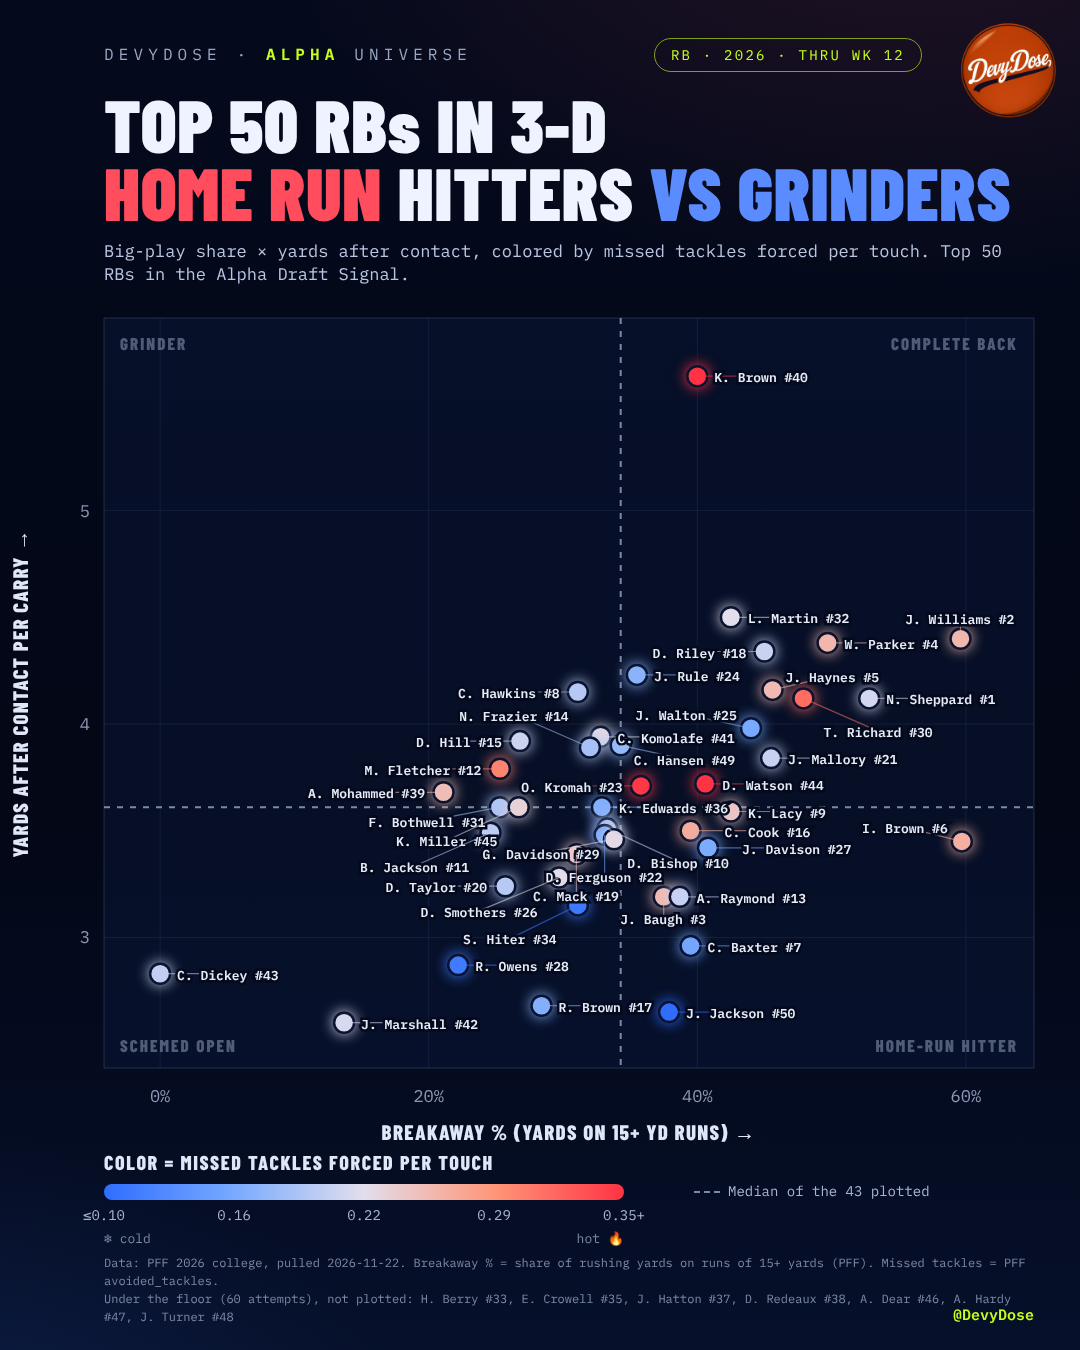 DEVYDOSE · ALPHA UNIVERSE
RB · 2026 · THRU WK 12
DevyDose,
TOP 50 RBs IN 3-D
HOME RUN HITTERS VS GRINDERS
Big-play share × yards after contact, colored by missed tackles forced per touch. Top 50
RBs in the Alpha Draft Signal.
GRINDER
COMPLETE BACK
K. Brown #40
5
L. Martin #32
J. Williams #2
W. Parker #4
D. Riley #18
J. Rule #24
J. Haynes #5
C. Hawkins #8
N. Sheppard #1
N. Frazier #14
J. Walton #25
4
T. Richard #30
D. Hill #15
C. Komolafe #41
C. Hansen #49
J. Mallory #21
M. Fletcher #12
O. Kromah #23
D. Watson #44
A. Mohammed #39
K. Edwards #36
K. Lacy #9
F. Bothwell #31
C. Cook #16
I. Brown #6
K. Miller #45
J. Davison #27
G. Davidson #29
D. Bishop #10
B. Jackson #11
D. Ferguson #22
D. Taylor #20
C. Mack #19
A. Raymond #13
D. Smothers #26
J. Baugh #3
S. Hiter #34
3
C. Baxter #7
R. Owens #28
C. Dickey #43
R. Brown #17
J. Jackson #50
J. Marshall #42
SCHEMED OPEN
HOME-RUN HITTER
YARDS AFTER CONTACT PER CARRY →
0%
20%
40%
60%
BREAKAWAY % (YARDS ON 15+ YD RUNS) →
COLOR = MISSED TACKLES FORCED PER TOUCH
Median of the 43 plotted
≤0.10
0.16
0.22
0.29
0.35+
❄ cold
hot 🔥
Data: PFF 2026 college, pulled 2026-11-22. Breakaway % = share of rushing yards on runs of 15+ yards (PFF). Missed tackles = PFF
avoided_tackles.
Under the floor (60 attempts), not plotted: H. Berry #33, E. Crowell #35, J. Hatton #37, D. Redeaux #38, A. Dear #46, A. Hardy
#47, J. Turner #48
@DevyDose